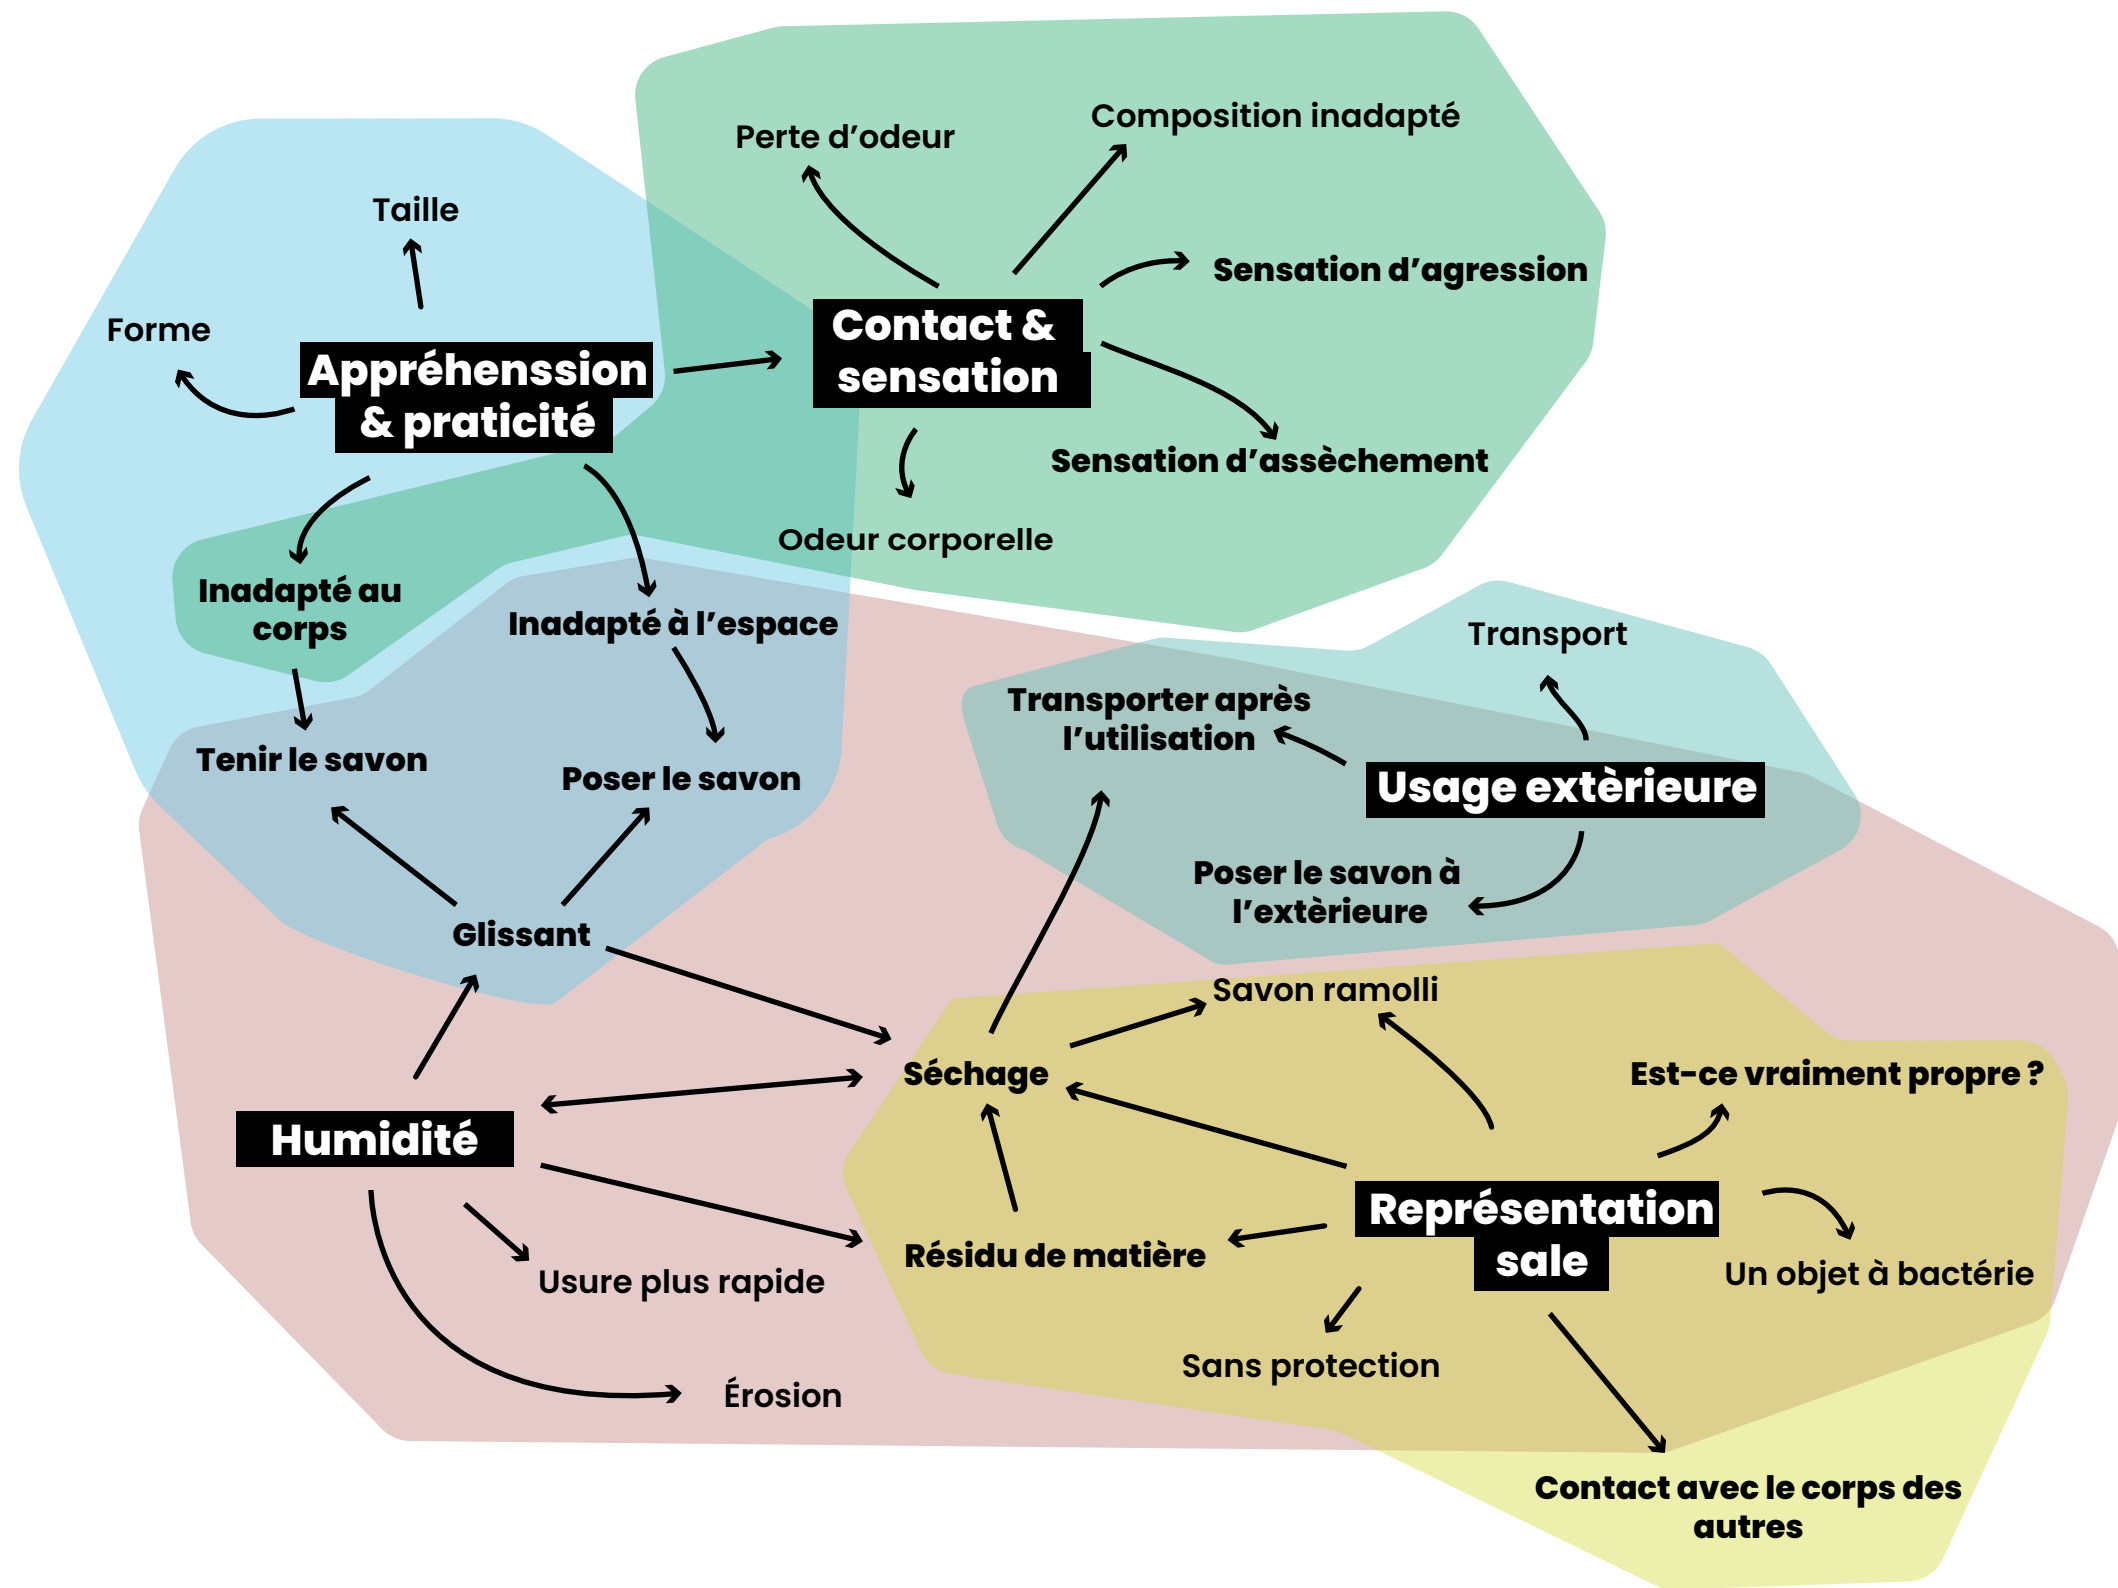 Perte d’odeur
Composition inadapté
Taille
Sensation d’agression
Forme
Contact &
sensation
Appréhenssion
& praticité
Sensation d’assèchement
Odeur corporelle
Inadapté au
corps
Inadapté à l’espace
Transport
Transporter après
l’utilisation
Tenir le savon
Poser le savon
Usage extèrieure
Poser le savon à
l’extèrieure
Glissant
Savon ramolli
Séchage
Est-ce vraiment propre ?
Humidité
Représentation
sale
Résidu de matière
Usure plus rapide
Un objet à bactérie
Sans protection
Érosion
Contact avec le corps des
autres